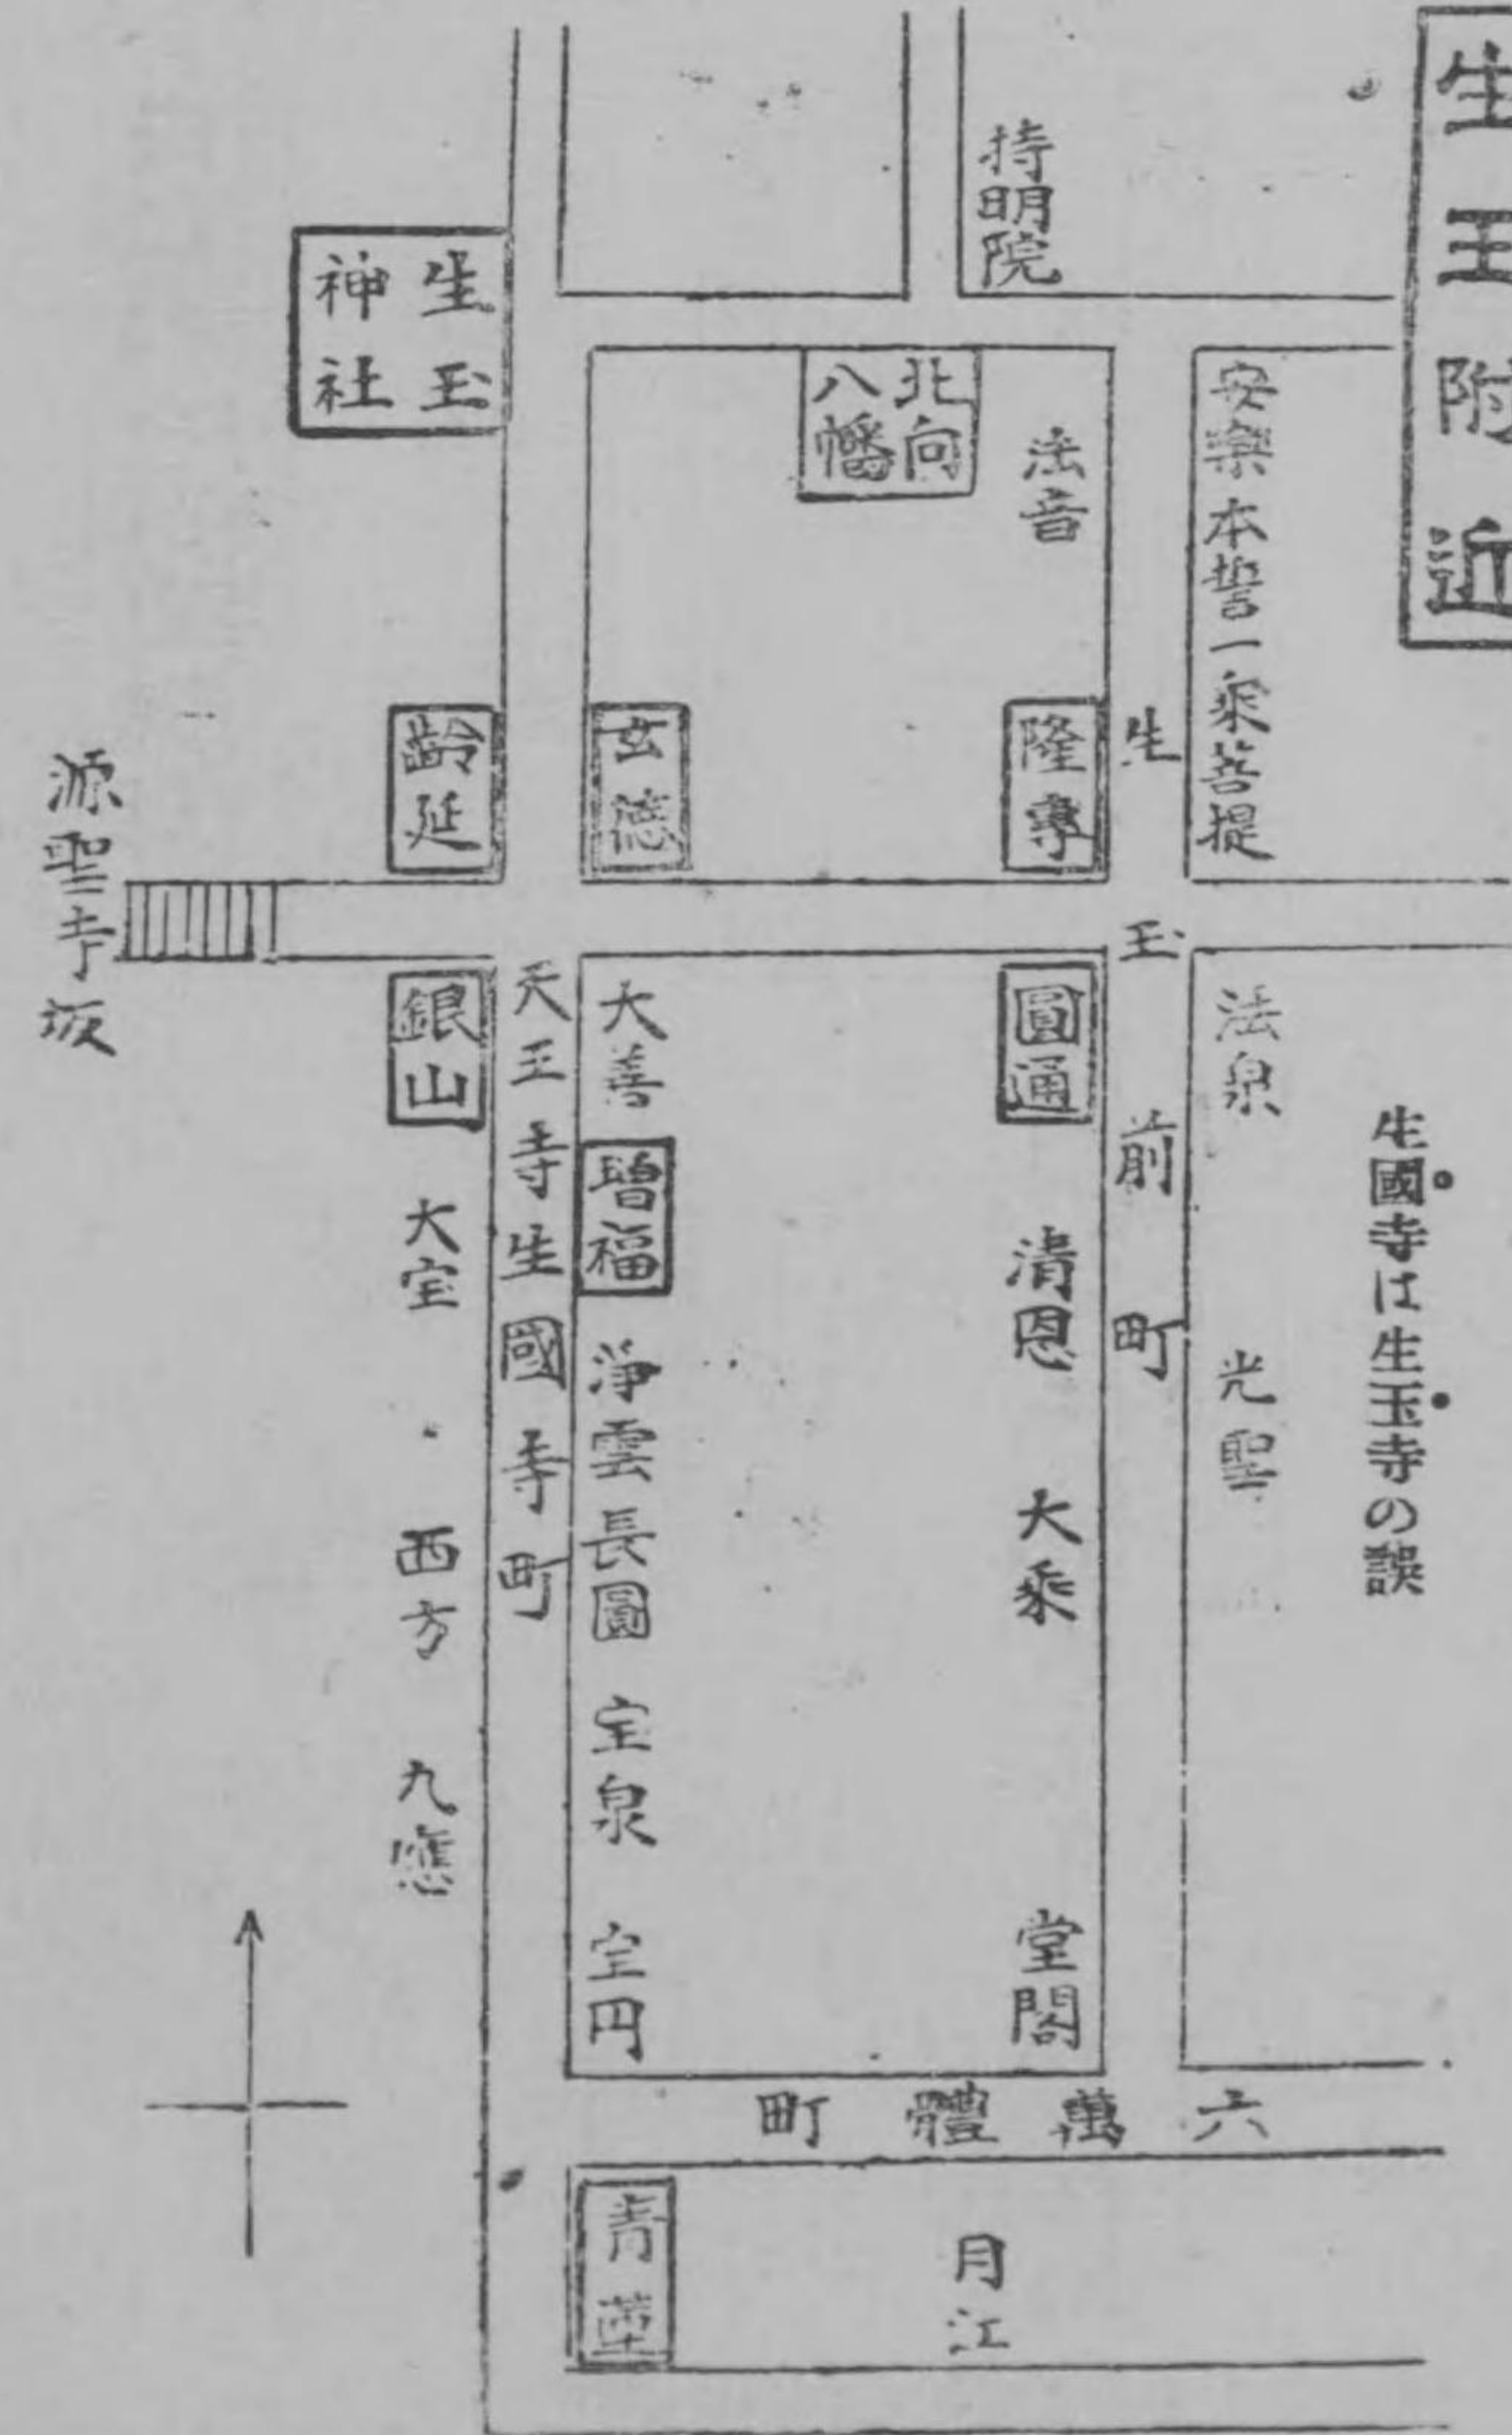 生玉附近
持明院
生玉
神社
北向
八幡
法音
安樂
本誓
一乘
菩提
齡延
玄德
隆專
源聖寺坂
生玉前町
銀山
天王寺生國寺町
大善
圓通
法泉
增福
大宝
淨雲
長圓
清恩
光聖
生國寺は生玉寺の誤
西方
大乘
九應
宝泉
宝円
堂閣
六萬體町
青蓮
月江